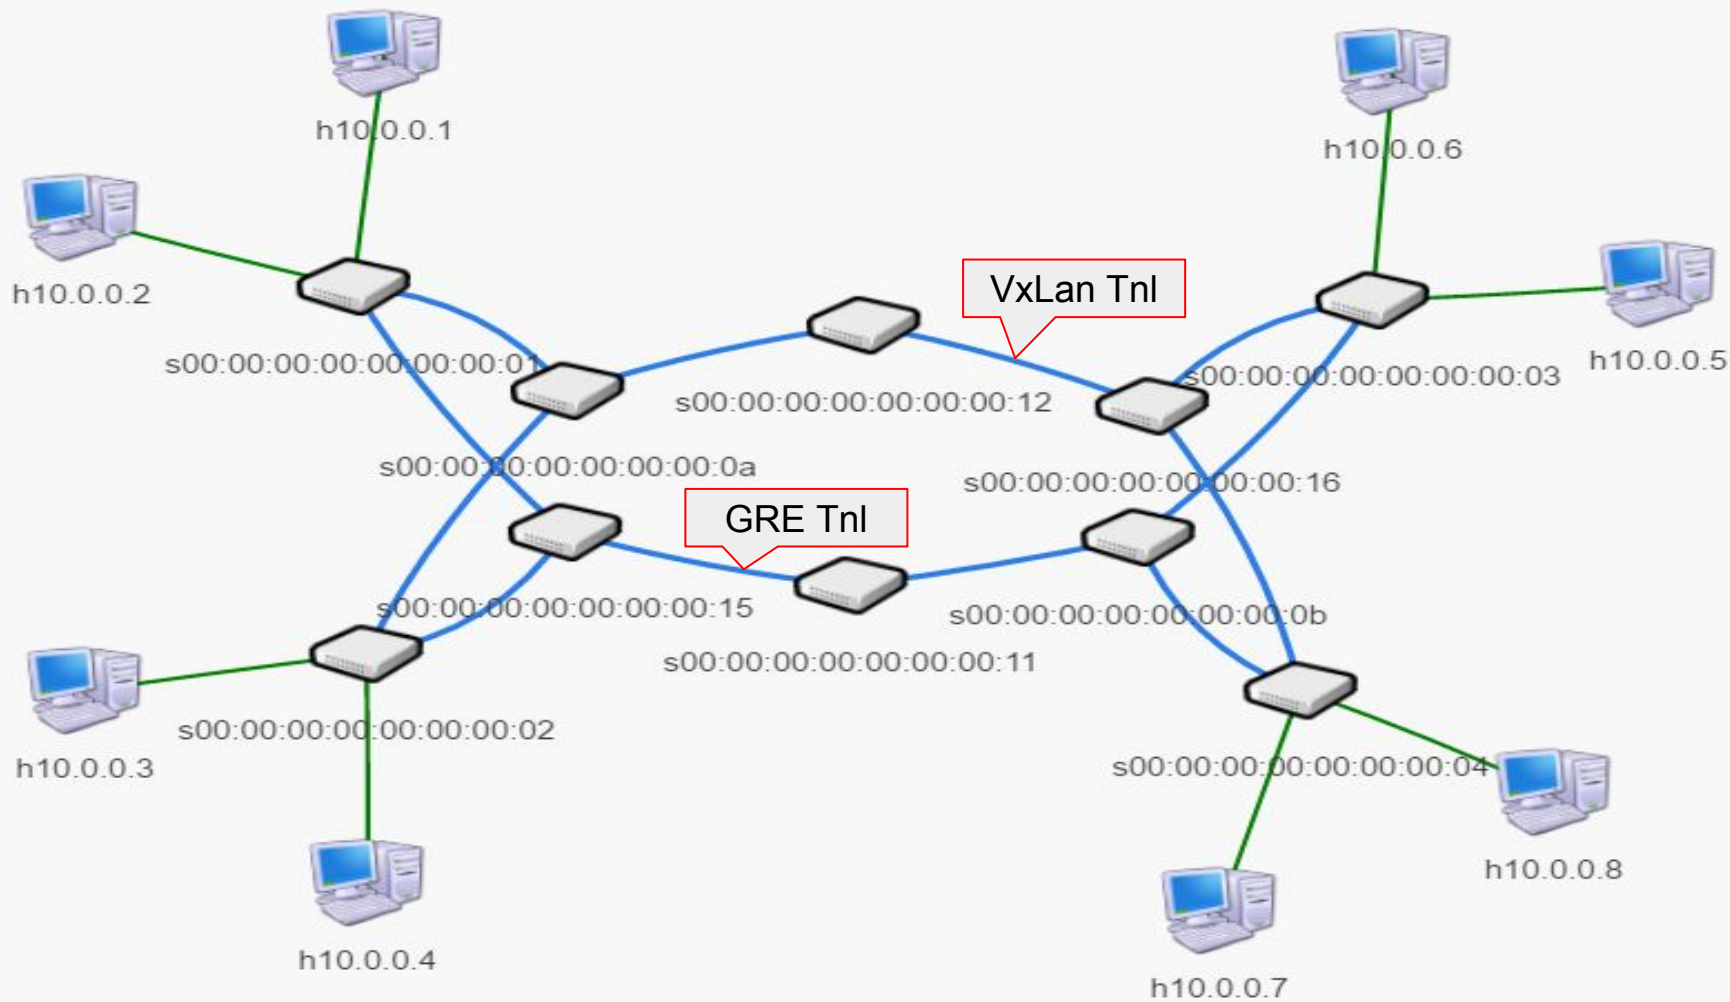 h10.0.0.1
h10.0.0.6
h10.0.0.2
VxLan Tnl
s00:00:00:00:00:00:00:01
h10.0.0.5
s00:00:00:00:00:00:00:03
s00:00:00:00:00:00:00:12
s00:00:00:00:00:00:00:0a
s00:00:00:00:00:00:00:16
GRE Tnl
s00:00:00:00:00:00:00:15
s00:00:00:00:00:00:00:0b
s00:00:00:00:00:00:00:11
s00:00:00:00:00:00:00:02
h10.0.0.3
s00:00:00:00:00:00:00:04
h10.0.0.8
h10.0.0.4
h10.0.0.7